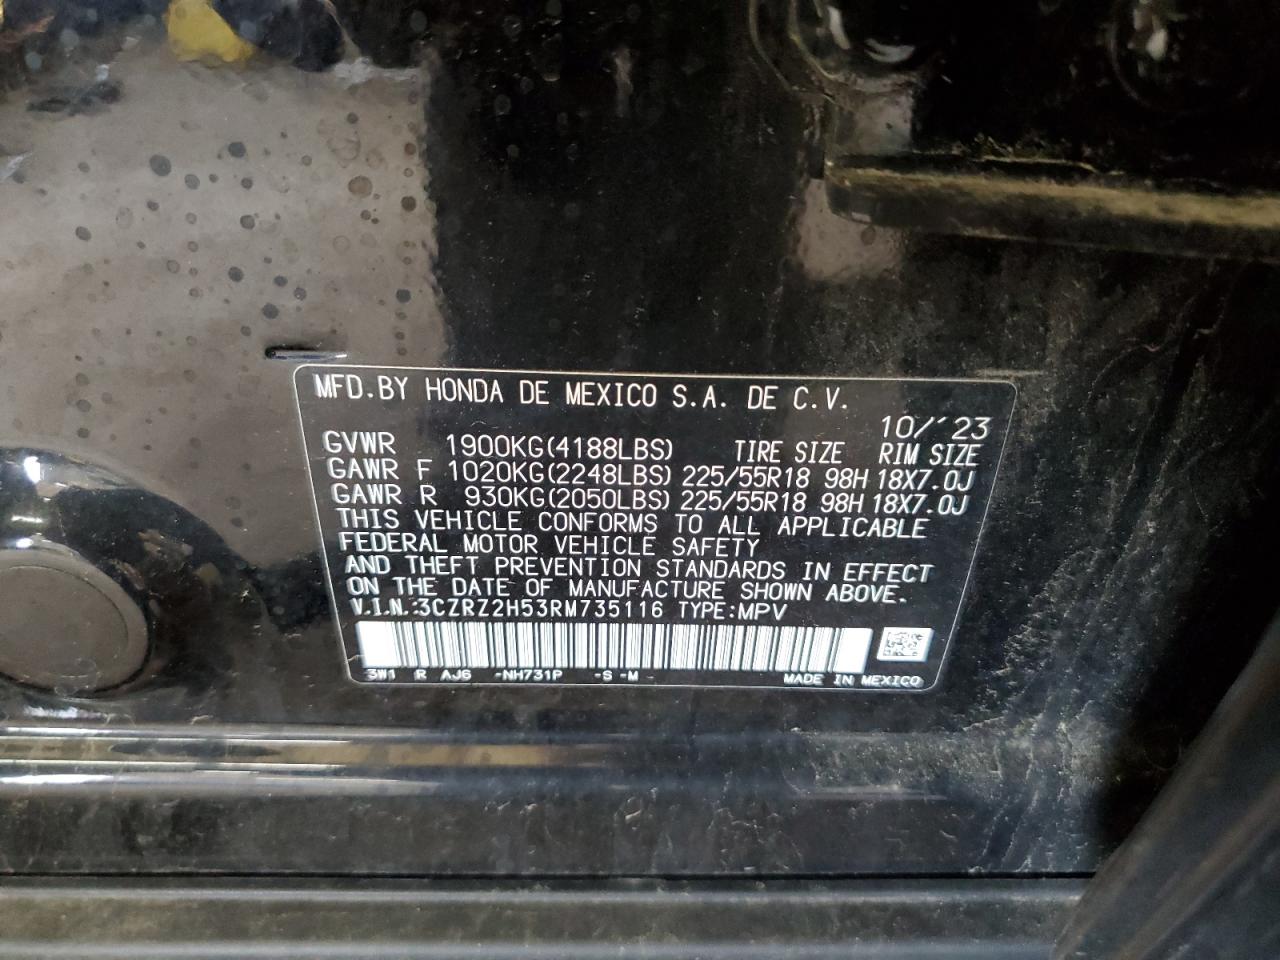 MFD.BY HONDA DE MEXICO S.A. DE C.V.
10/'23
GVWR 1900KG(4188LBS) TIRE SIZE RIM SIZE
GAWR F 1020KG(2248LBS) 225/55R18 98H 18X7.0J
GAWR R 930KG(2050LBS) 225/55R18 98H 18X7.0J
THIS VEHICLE CONFORMS TO ALL APPLICABLE
FEDERAL MOTOR VEHICLE SAFETY
AND THEFT PREVENTION STANDARDS IN EFFECT
ON THE DATE OF MANUFACTURE SHOWN ABOVE.
V.I.N.:3CZRZ2H53RM735116 TYPE:MPV
3W1 R AJ6 -NH731P -S -M
MADE IN MEXICO